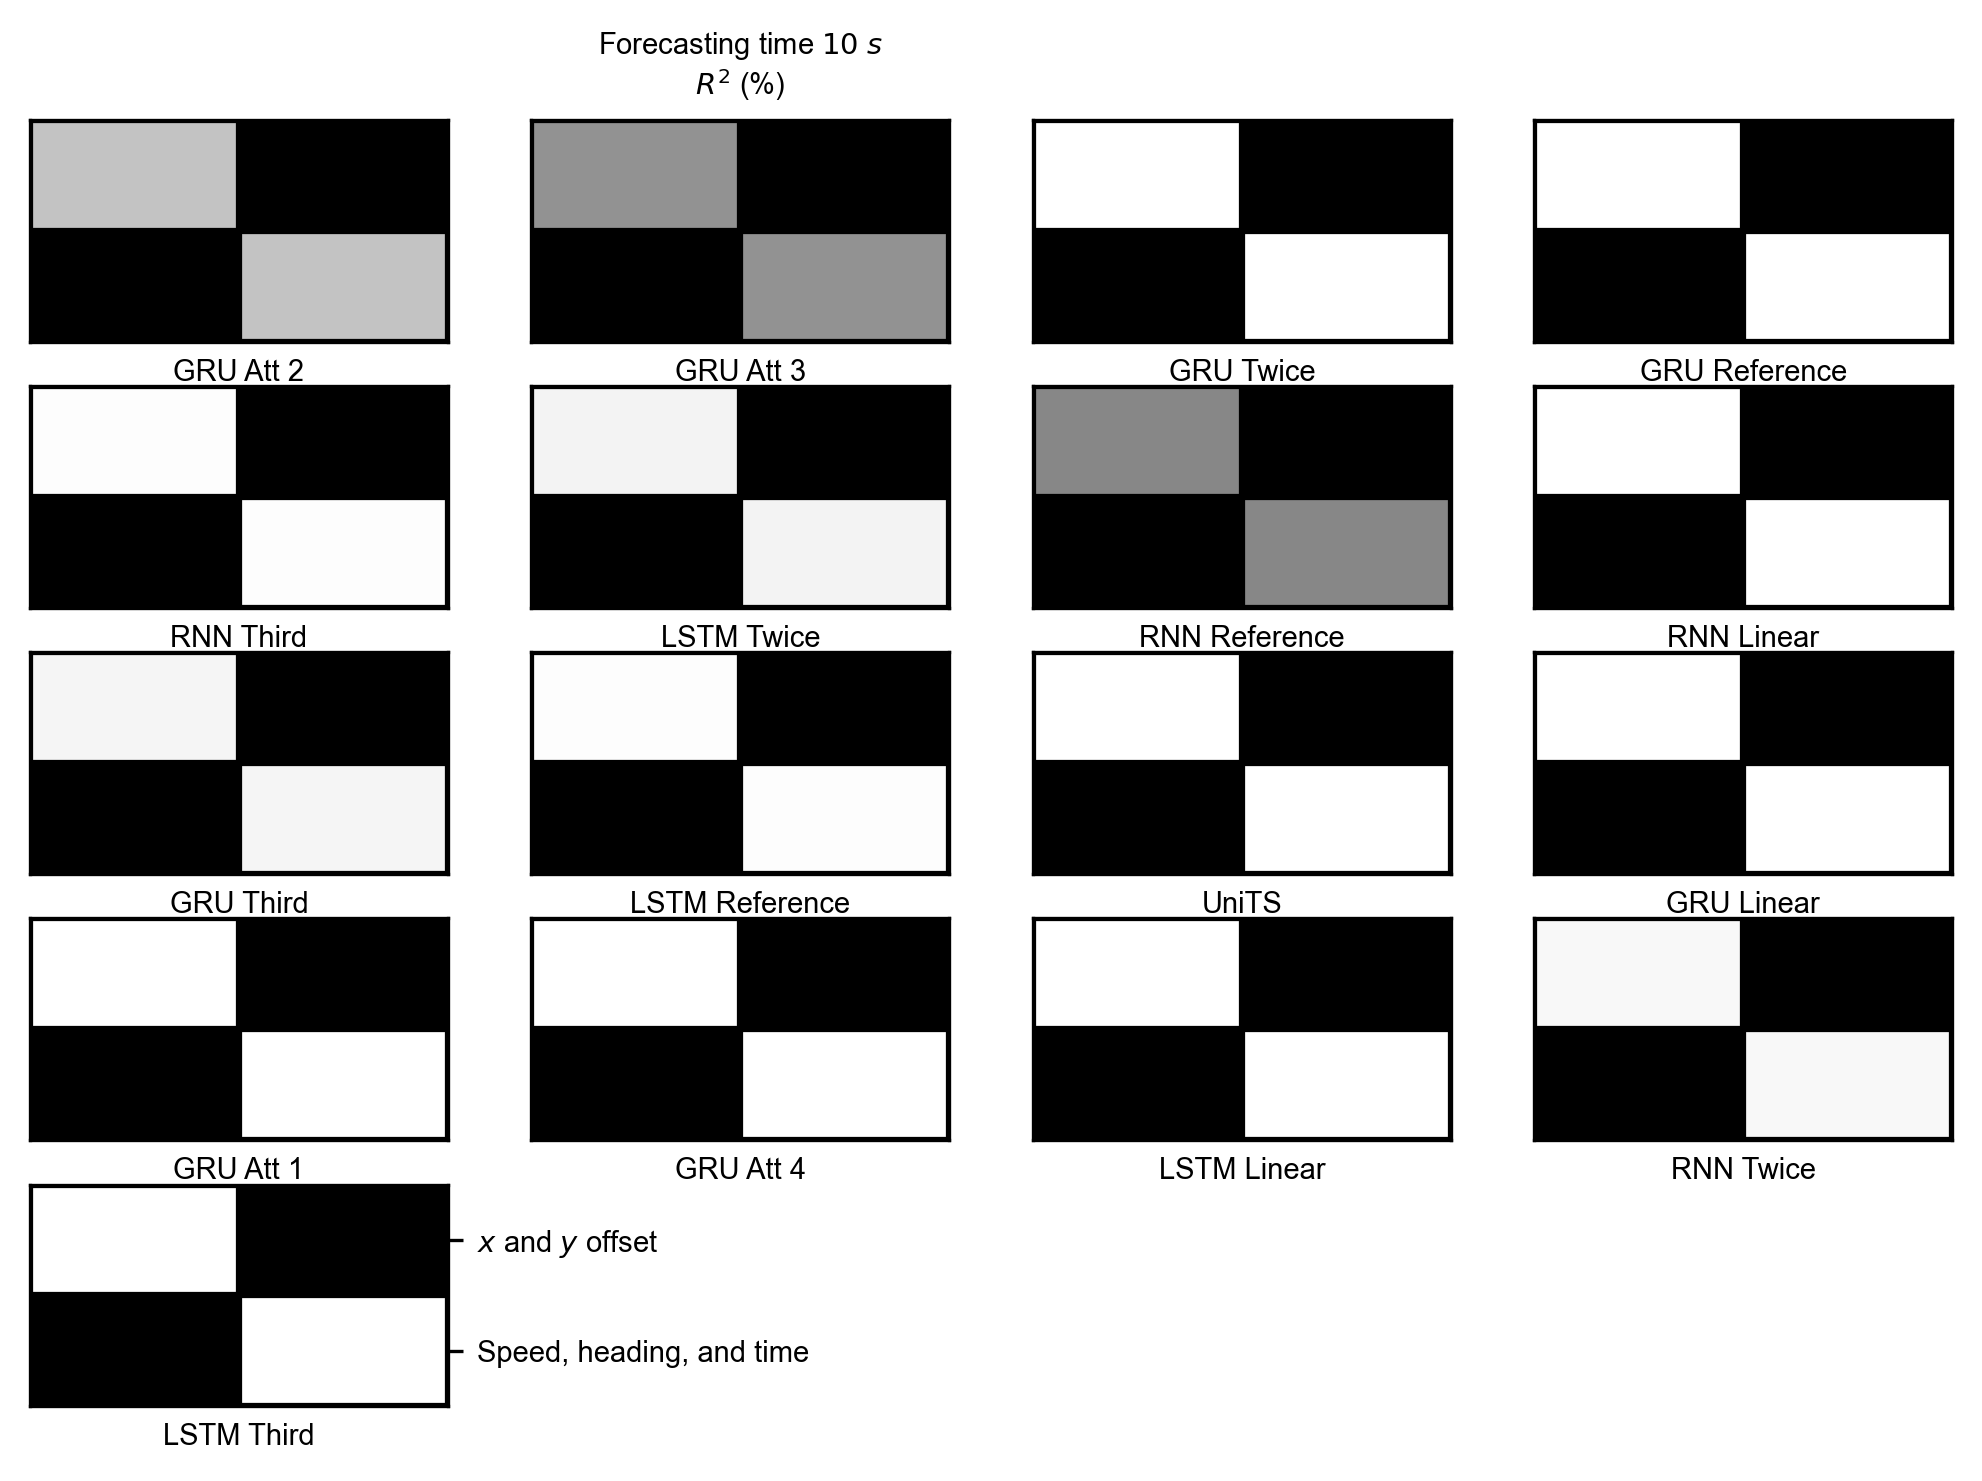 Forecasting time 10 s
R² (%)
GRU Att 2
GRU Att 3
GRU Twice
GRU Reference
RNN Third
LSTM Twice
RNN Reference
RNN Linear
GRU Third
LSTM Reference
UniTS
GRU Linear
GRU Att 1
GRU Att 4
LSTM Linear
RNN Twice
x and y offset
Speed, heading, and time
LSTM Third